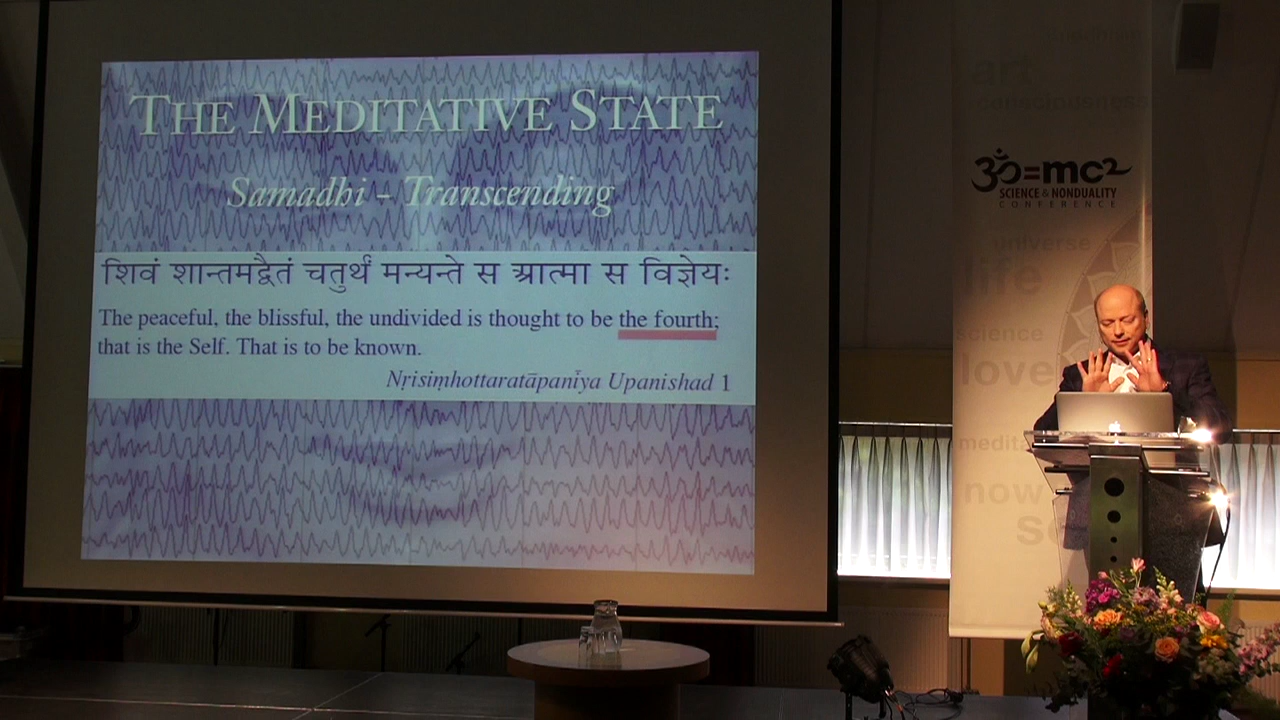 THE MEDITATIVE STATE
Samadhi - Transcending
शिवं शान्तमद्वैतं चतुर्थं मन्यन्ते स आत्मा स विज्ञेयः
The peaceful, the blissful, the undivided is thought to be the fourth;
that is the Self. That is to be known.
Nṛisiṃhottaratāpanīya Upanishad 1
art
consciousness
ॐ=mc2
SCIENCE & NONDUALITY
CONFERENCE
universe
life
science
love
now